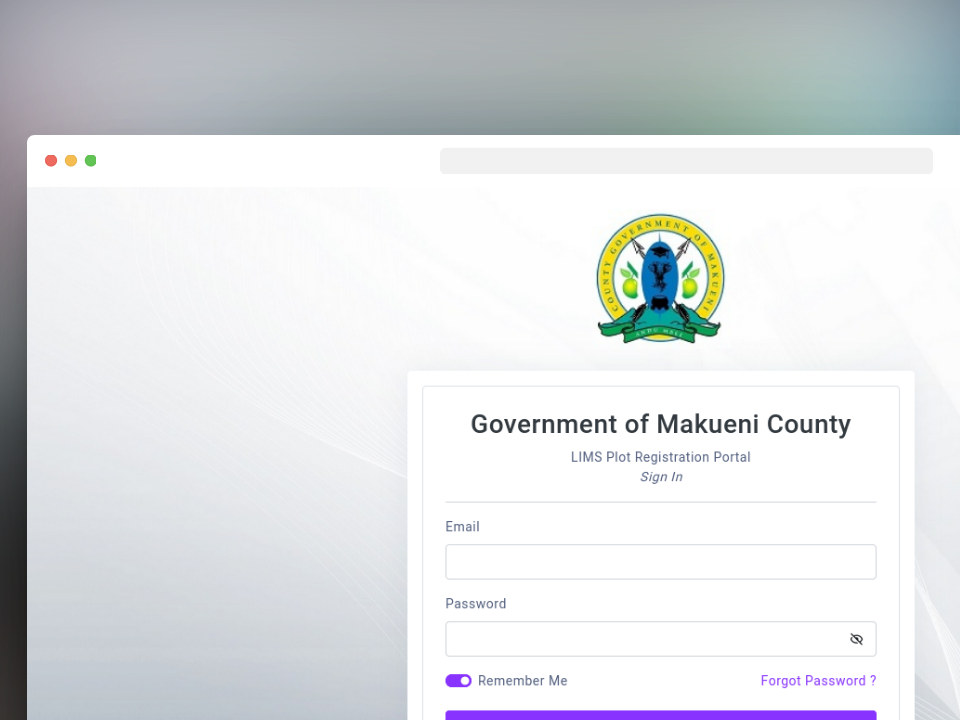 COUNTY GOVERNMENT OF MAKUENI
Government of Makueni County
LIMS Plot Registration Portal
Sign In
Email
Password
Remember Me
Forgot Password ?